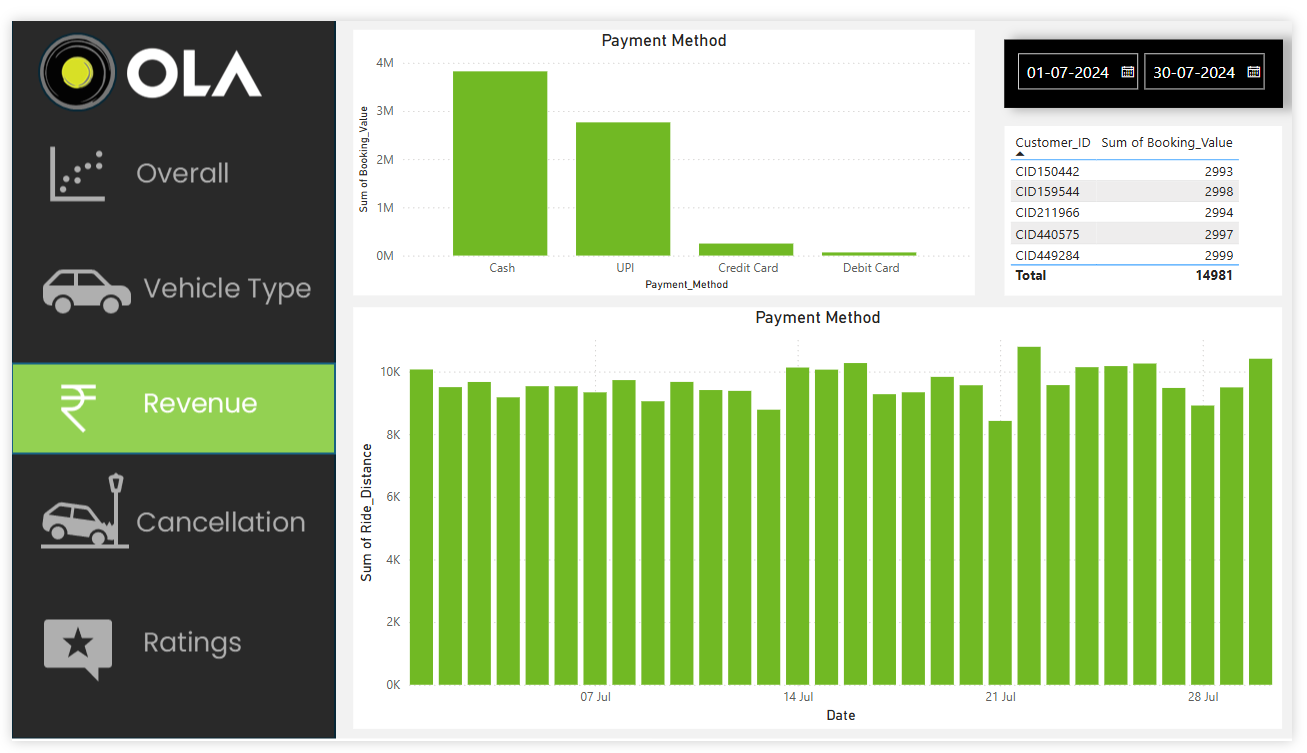 OLA
Overall
Vehicle Type
Revenue
Cancellation
Ratings
Payment Method
4M
3M
2M
1M
0M
Sum of Booking_Value
Cash UPI Credit Card Debit Card
Payment_Method
01-07-2024 30-07-2024
Customer_ID Sum of Booking_Value
CID150442 2993
CID159544 2998
CID211966 2994
CID440575 2997
CID449284 2999
Total 14981
Payment Method
10K
8K
6K
4K
2K
0K
Sum of Ride_Distance
07 Jul 14 Jul 21 Jul 28 Jul
Date